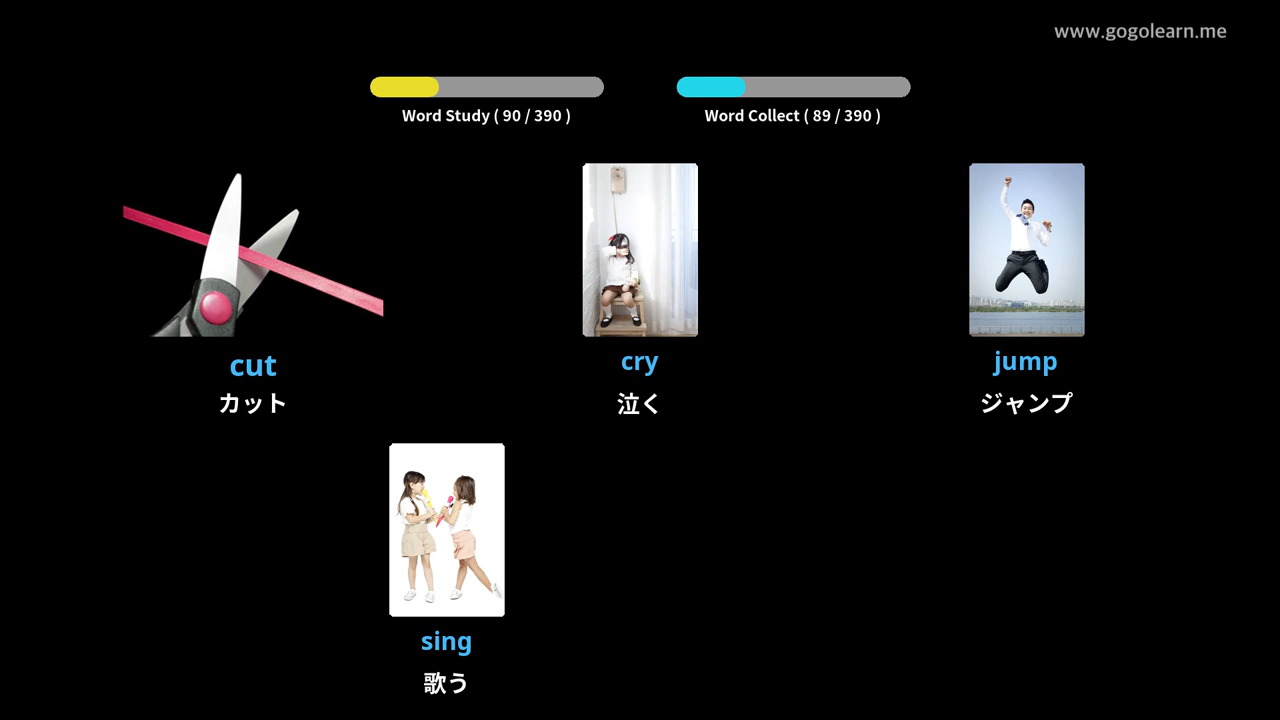 www.gogolearn.me
Word Study ( 90 / 390 )
Word Collect ( 89 / 390 )
cut
カット
cry
泣く
jump
ジャンプ
sing
歌う